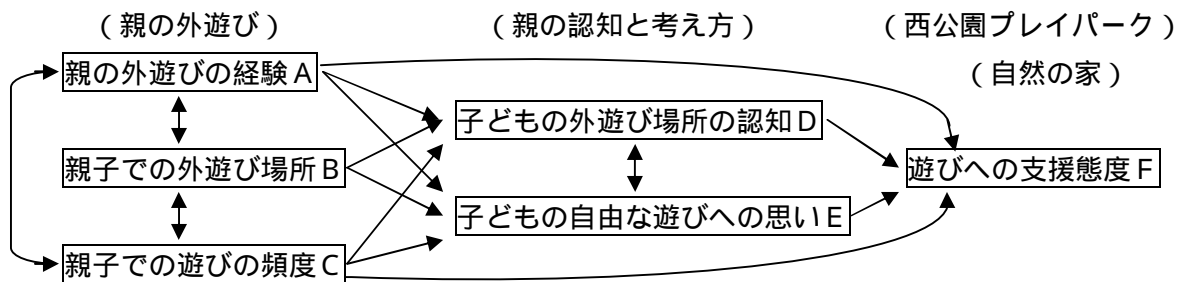 (親の外遊び)
(親の認知と考え方)
(西公園プレイパーク)
(自然の家)
親の外遊びの経験A
子どもの外遊び場所の認知D
親子での外遊び場所B
遊びへの支援態度F
子どもの自由な遊びへの思いE
親子での遊びの頻度C